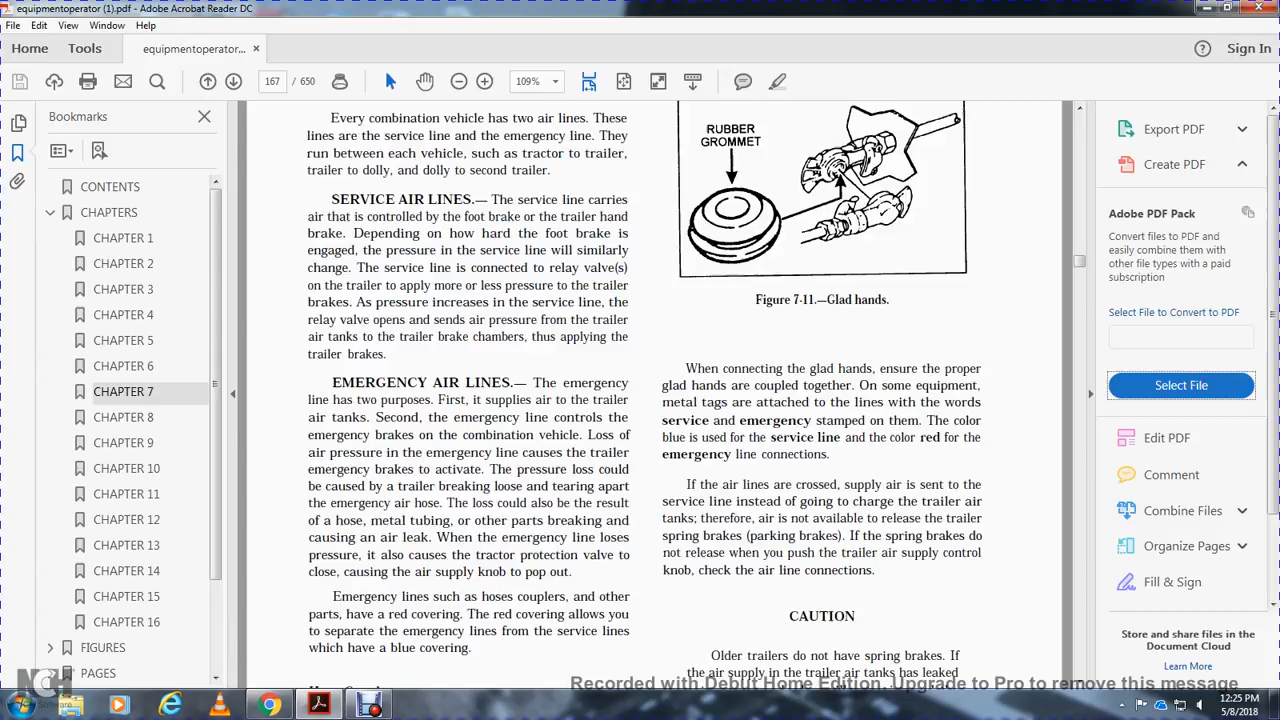 equipmentoperator (1).pdf - Adobe Acrobat Reader DC
File Edit View Window Help
Home Tools equipmentoperator... × Sign In
167 / 650 109%
Bookmarks
CONTENTS
CHAPTERS
CHAPTER 1
CHAPTER 2
CHAPTER 3
CHAPTER 4
CHAPTER 5
CHAPTER 6
CHAPTER 7
CHAPTER 8
CHAPTER 9
CHAPTER 10
CHAPTER 11
CHAPTER 12
CHAPTER 13
CHAPTER 14
CHAPTER 15
CHAPTER 16
FIGURES
PAGES
Every combination vehicle has two air lines. These
lines are the service line and the emergency line. They
run between each vehicle, such as tractor to trailer,
trailer to dolly, and dolly to second trailer.
SERVICE AIR LINES.— The service line carries
air that is controlled by the foot brake or the trailer hand
brake. Depending on how hard the foot brake is
engaged, the pressure in the service line will similarly
change. The service line is connected to relay valve(s)
on the trailer to apply more or less pressure to the trailer
brakes. As pressure increases in the service line, the
relay valve opens and sends air pressure from the trailer
air tanks to the trailer brake chambers, thus applying the
trailer brakes.
EMERGENCY AIR LINES.— The emergency
line has two purposes. First, it supplies air to the trailer
air tanks. Second, the emergency line controls the
emergency brakes on the combination vehicle. Loss of
air pressure in the emergency line causes the trailer
emergency brakes to activate. The pressure loss could
be caused by a trailer breaking loose and tearing apart
the emergency air hose. The loss could also be the result
of a hose, metal tubing, or other parts breaking and
causing an air leak. When the emergency line loses
pressure, it also causes the tractor protection valve to
close, causing the air supply knob to pop out.
Emergency lines such as hoses couplers, and other
parts, have a red covering. The red covering allows you
to separate the emergency lines from the service lines
which have a blue covering.
RUBBER
GROMMET
Figure 7-11.—Glad hands.
When connecting the glad hands, ensure the proper
glad hands are coupled together. On some equipment,
metal tags are attached to the lines with the words
service and emergency stamped on them. The color
blue is used for the service line and the color red for the
emergency line connections.
If the air lines are crossed, supply air is sent to the
service line instead of going to charge the trailer air
tanks; therefore, air is not available to release the trailer
spring brakes (parking brakes). If the spring brakes do
not release when you push the trailer air supply control
knob, check the air line connections.
CAUTION
Older trailers do not have spring brakes. If
the air supply in the trailer air tanks has leaked
Export PDF
Create PDF
Adobe PDF Pack
Convert files to PDF and
easily combine them with
other file types with a paid
subscription
Select File to Convert to PDF
Select File
Edit PDF
Comment
Combine Files
Organize Pages
Fill & Sign
Store and share files in the
Document Cloud
Learn More
NCH
Software
Recorded with Debut Home Edition. Upgrade to Pro to remove this message
12:25 PM
5/8/2018